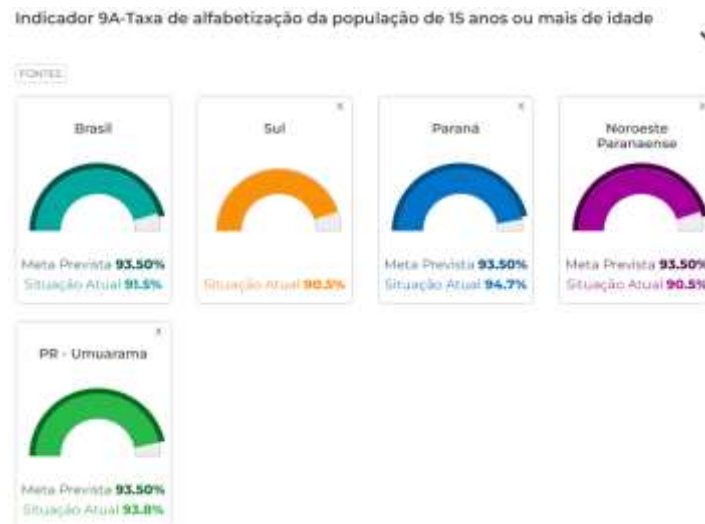 Indicador 9A-Taxa de alfabetização da população de 15 anos ou mais de idade
FONTES
x
x
x
x
Brasil
Sul
Paraná
Noroeste
Paranaense
Meta Prevista 93.50%
Situação Atual 91.5%
Situação Atual 90.5%
Meta Prevista 93.50%
Situação Atual 94.7%
Meta Prevista 93.50%
Situação Atual 90.5%
PR - Umuarama
Meta Prevista 93.50%
Situação Atual 93.8%